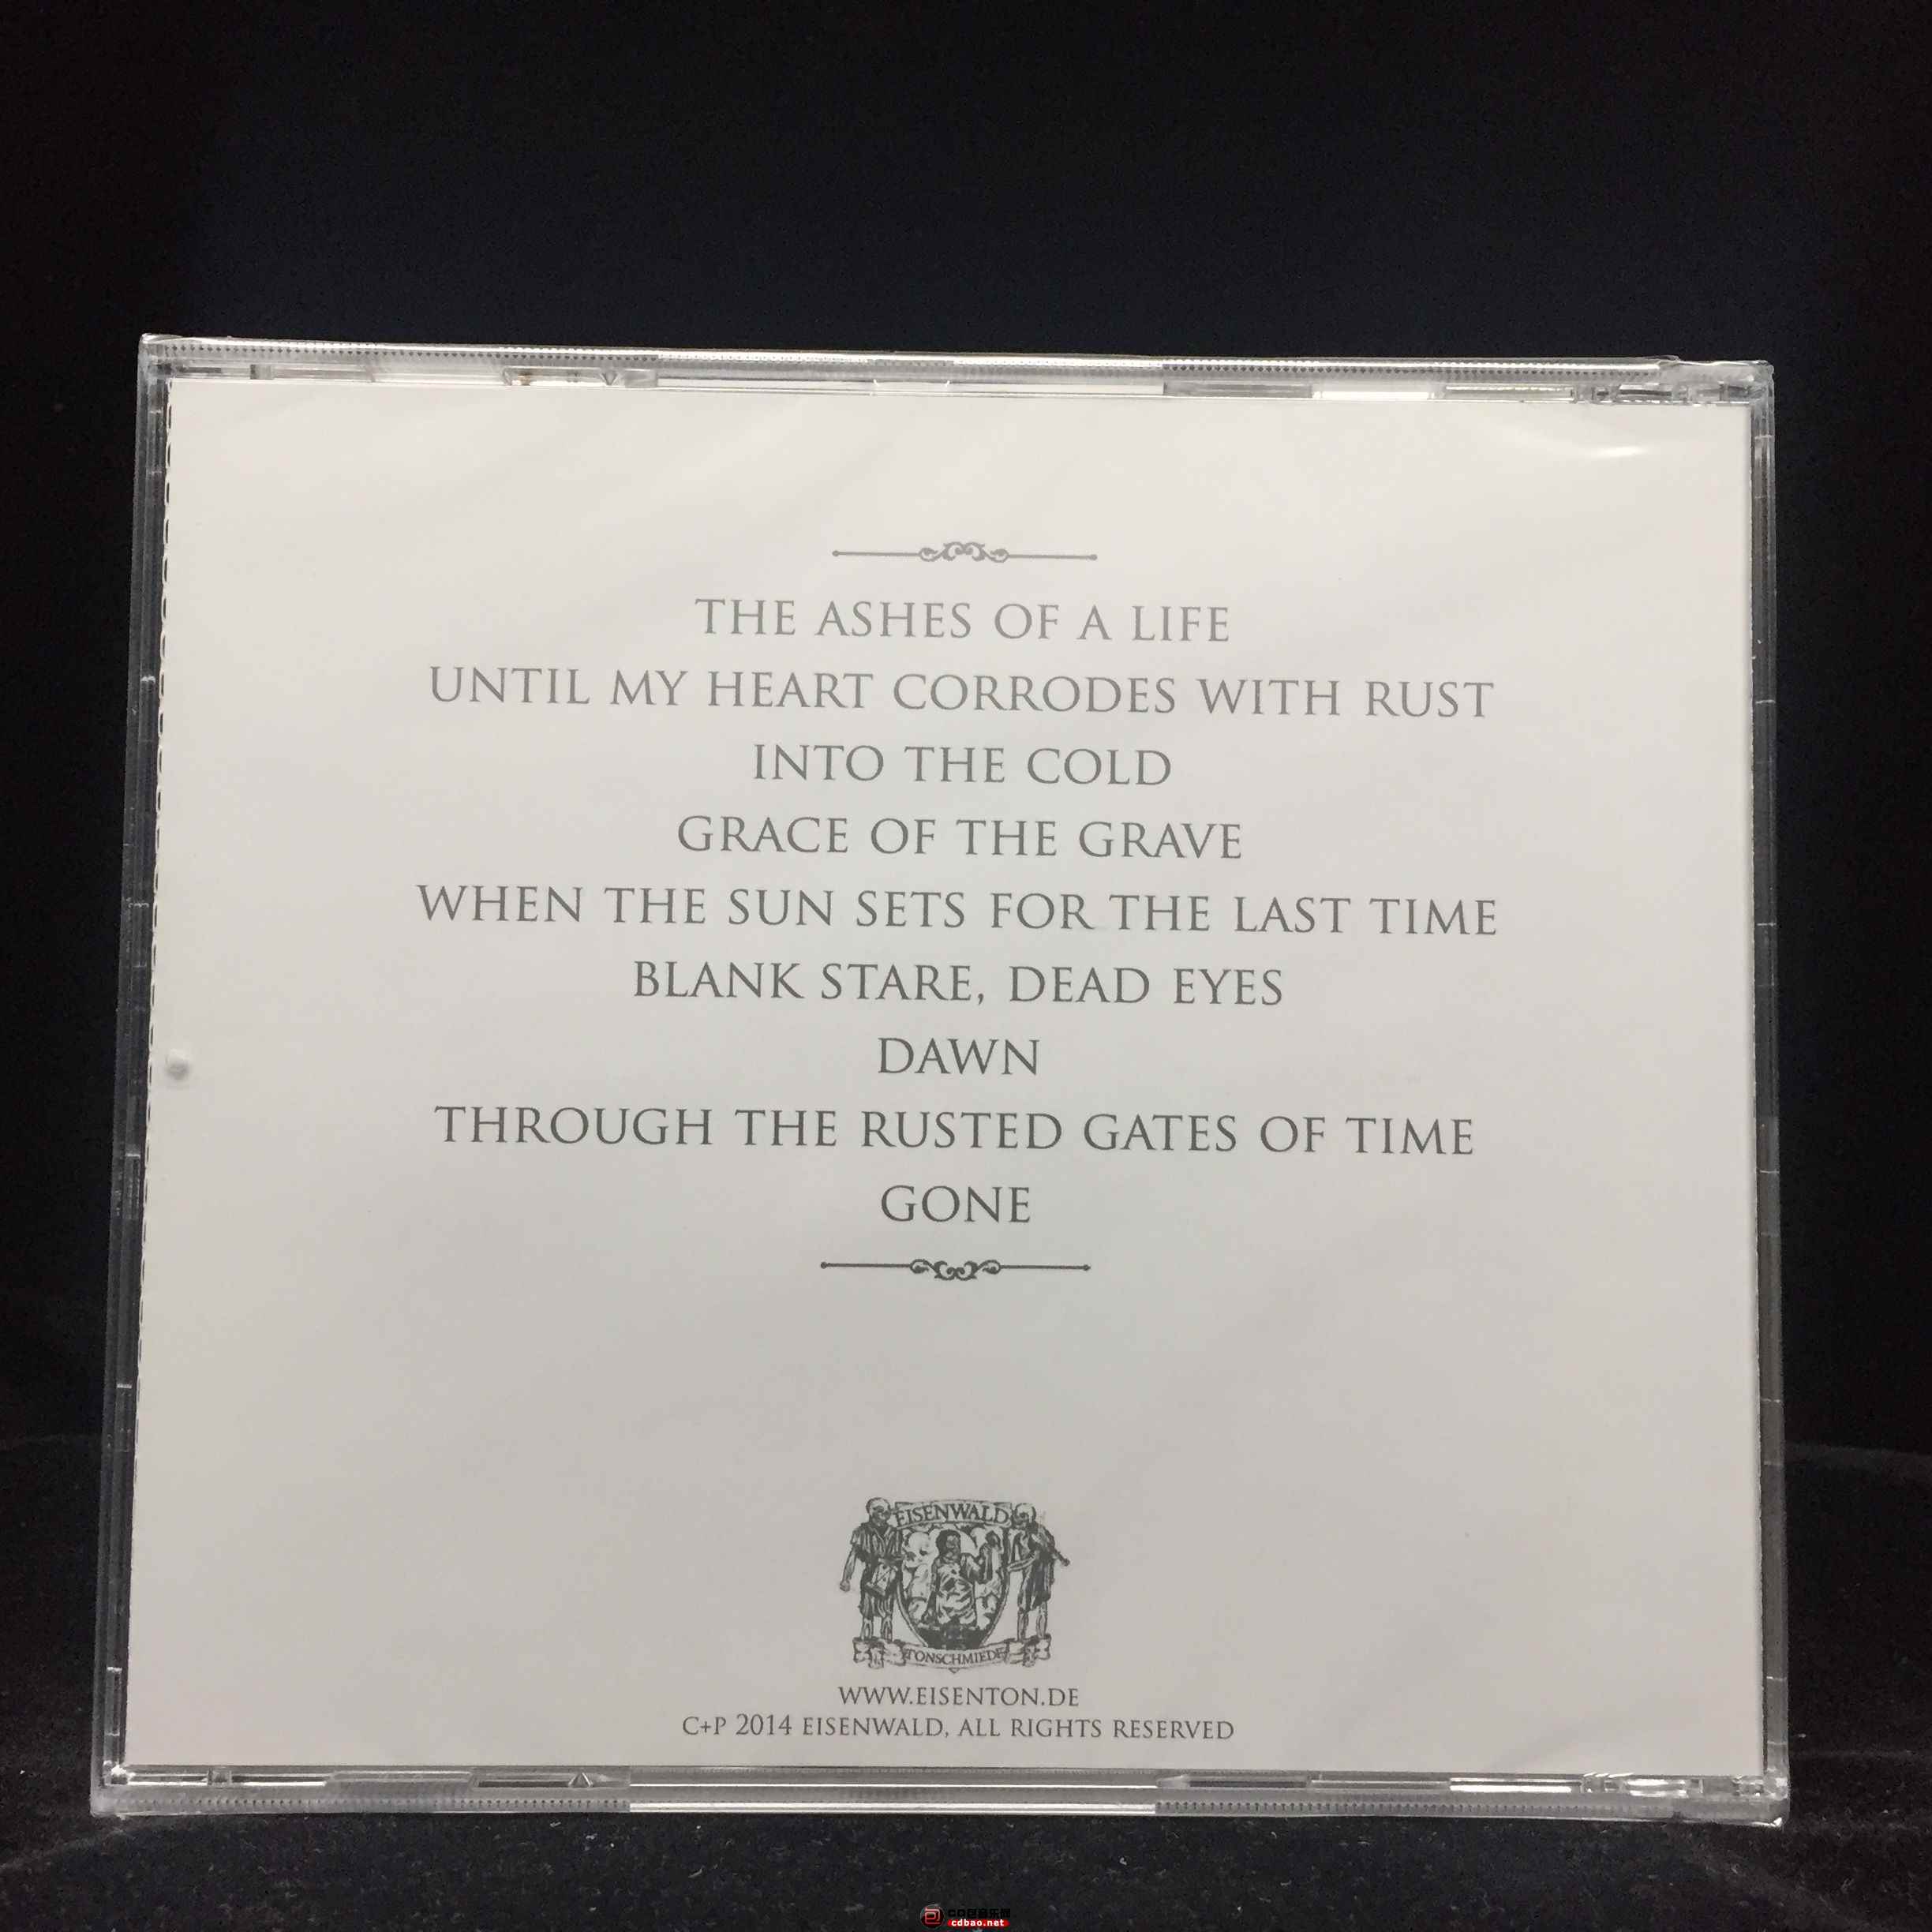 THE ASHES OF A LIFE
UNTIL MY HEART CORRODES WITH RUST
INTO THE COLD
GRACE OF THE GRAVE
WHEN THE SUN SETS FOR THE LAST TIME
BLANK STARE, DEAD EYES
DAWN
THROUGH THE RUSTED GATES OF TIME
GONE
EISENWALD
TONSCHMIEDE
WWW.EISENTON.DE
C+P 2014 EISENWALD, ALL RIGHTS RESERVED
cdbao.net